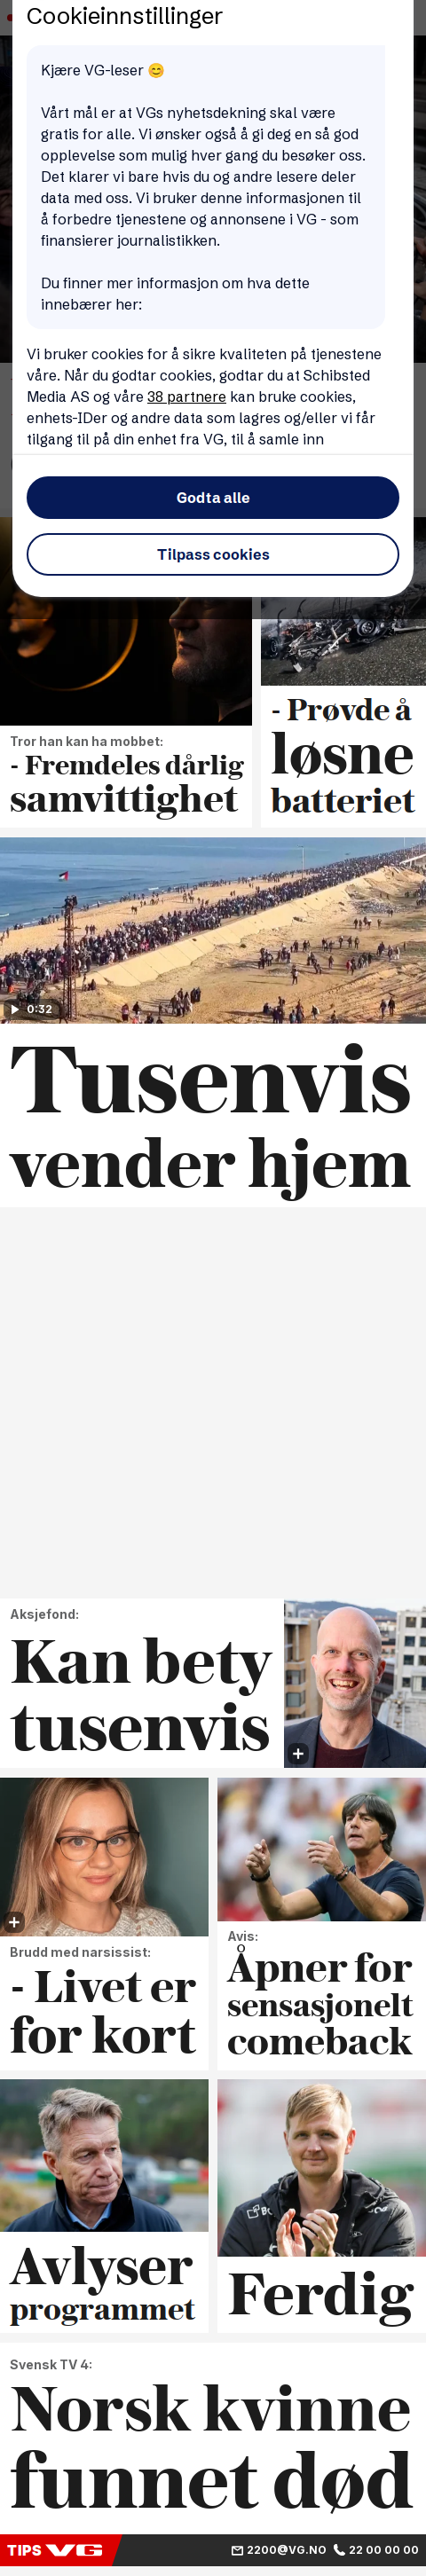 Cookieinnstillinger
Kjære VG-leser 😊
Vårt mål er at VGs nyhetsdekning skal være
gratis for alle. Vi ønsker også å gi deg en så god
opplevelse som mulig hver gang du besøker oss.
Det klarer vi bare hvis du og andre lesere deler
data med oss. Vi bruker denne informasjonen til
å forbedre tjenestene og annonsene i VG - som
finansierer journalistikken.
Du finner mer informasjon om hva dette
innebærer her:
Vi bruker cookies for å sikre kvaliteten på tjenestene
våre. Når du godtar cookies, godtar du at Schibsted
Media AS og våre 38 partnere kan bruke cookies,
enhets-IDer og andre data som lagres og/eller vi får
tilgang til på din enhet fra VG, til å samle inn
Godta alle
Tilpass cookies
Tror han kan ha mobbet:
- Fremdeles dårlig
samvittighet
- Prøvde å
løsne
batteriet
0:32
Tusenvis
vender hjem
Aksjefond:
Kan bety
tusenvis
Brudd med narsissist:
- Livet er
for kort
Avis:
Åpner for
sensasjonelt
comeback
Avlyser
programmet
Ferdig
Svensk TV 4:
Norsk kvinne
funnet død
TIPS VG
2200@VG.NO
22 00 00 00